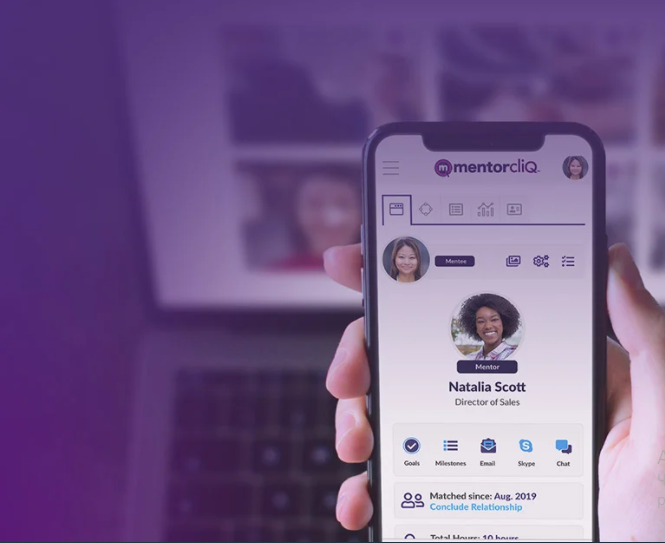 mentorcliQ
Mentee
Mentor
Natalia Scott
Director of Sales
Goals Milestones Email Skype Chat
Matched since: Aug. 2019
Conclude Relationship
Total Hours: 10 hours